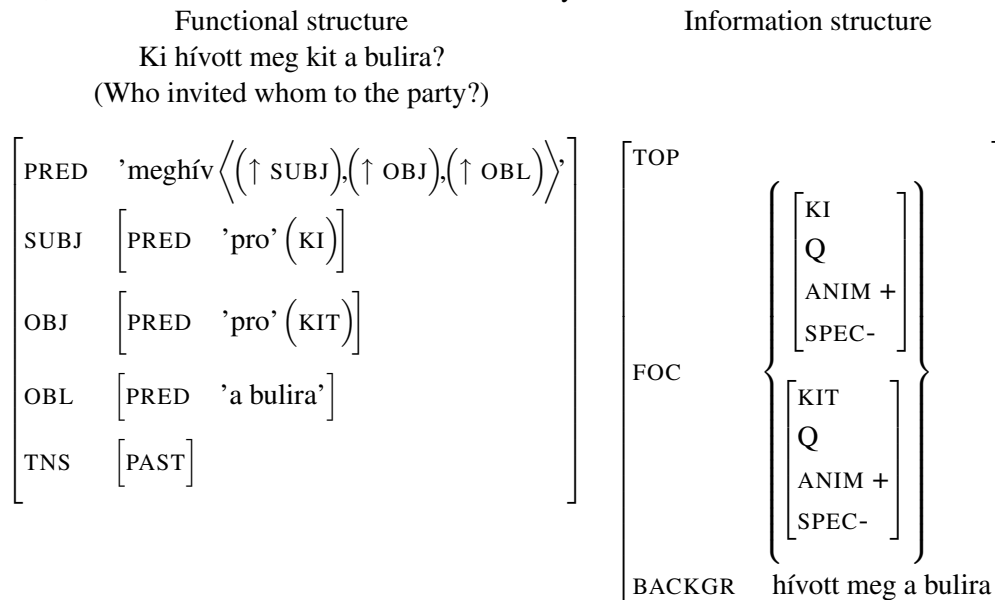 Functional structure
Ki hívott meg kit a bulira?
(Who invited whom to the party?)
PRED ’meghív⟨(↑ SUBJ),(↑ OBJ),(↑ OBL)⟩’
SUBJ [PRED ’pro’ (KI)]
OBJ [PRED ’pro’ (KIT)]
OBL [PRED ’a bulira’]
TNS [PAST]
Information structure
TOP
FOC
KI
Q
ANIM +
SPEC-
KIT
Q
ANIM +
SPEC-
BACKGR hívott meg a bulira